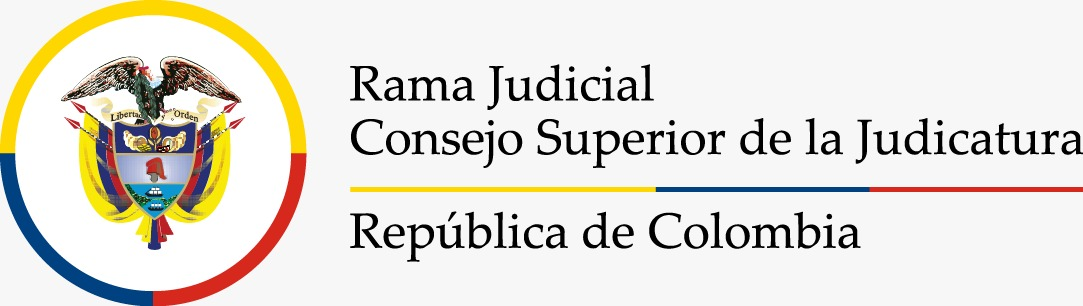 Libertad y Orden
Rama Judicial
Consejo Superior de la Judicatura
República de Colombia